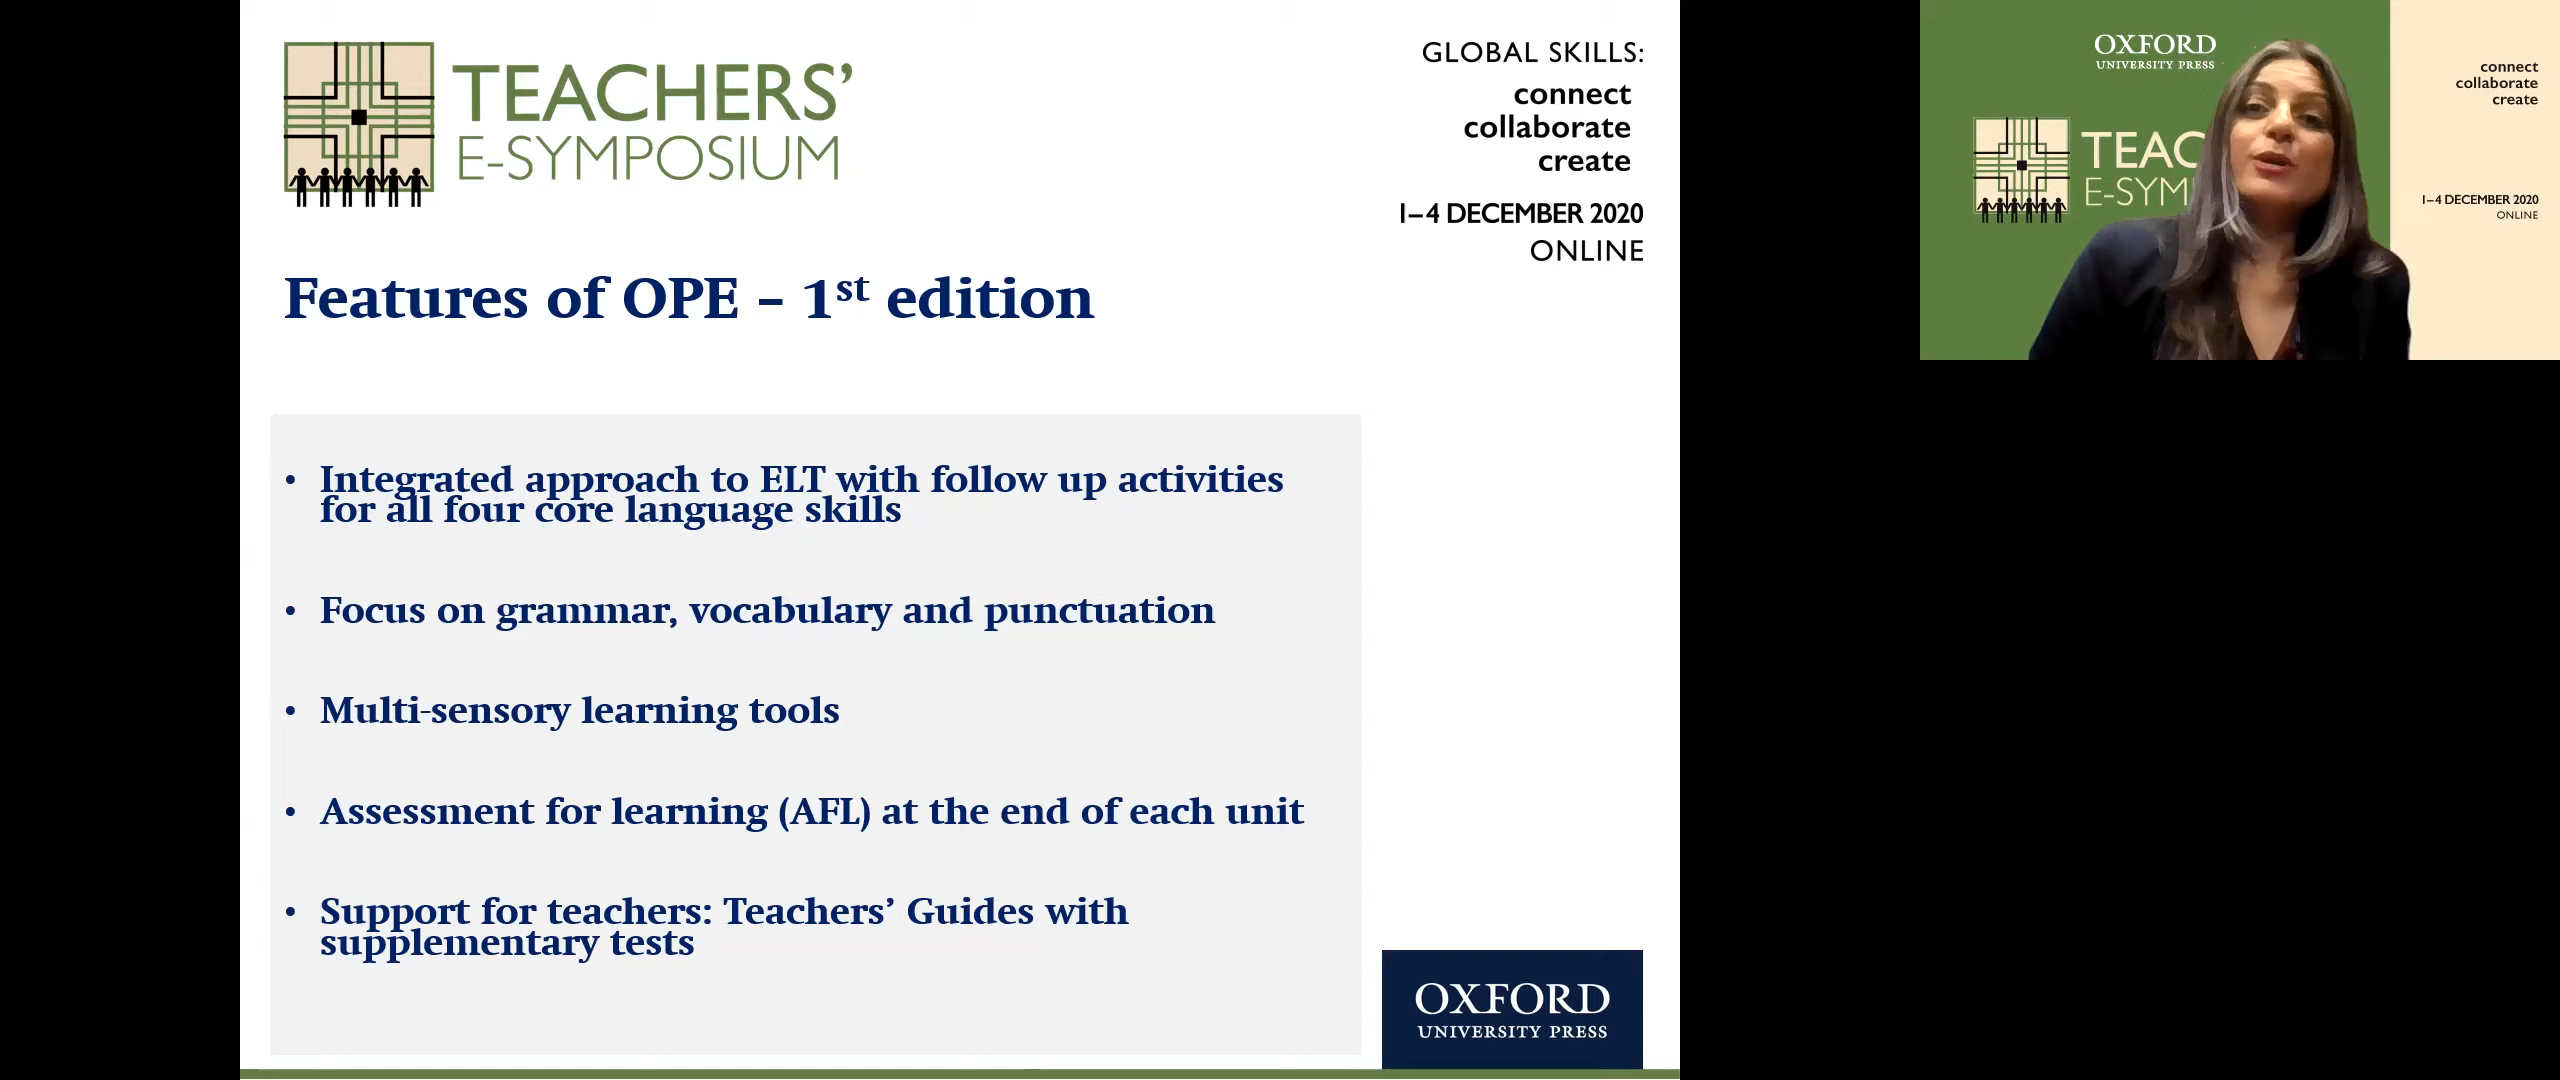 TEACHERS’
E-SYMPOSIUM
GLOBAL SKILLS:
connect
collaborate
create
1–4 DECEMBER 2020
ONLINE
Features of OPE – 1st edition
• Integrated approach to ELT with follow up activities
for all four core language skills
• Focus on grammar, vocabulary and punctuation
• Multi-sensory learning tools
• Assessment for learning (AFL) at the end of each unit
• Support for teachers: Teachers’ Guides with
supplementary tests
OXFORD
UNIVERSITY PRESS
OXFORD
UNIVERSITY PRESS
connect
collaborate
create
TEAC
E-SYM
1–4 DECEMBER 2020
ONLINE